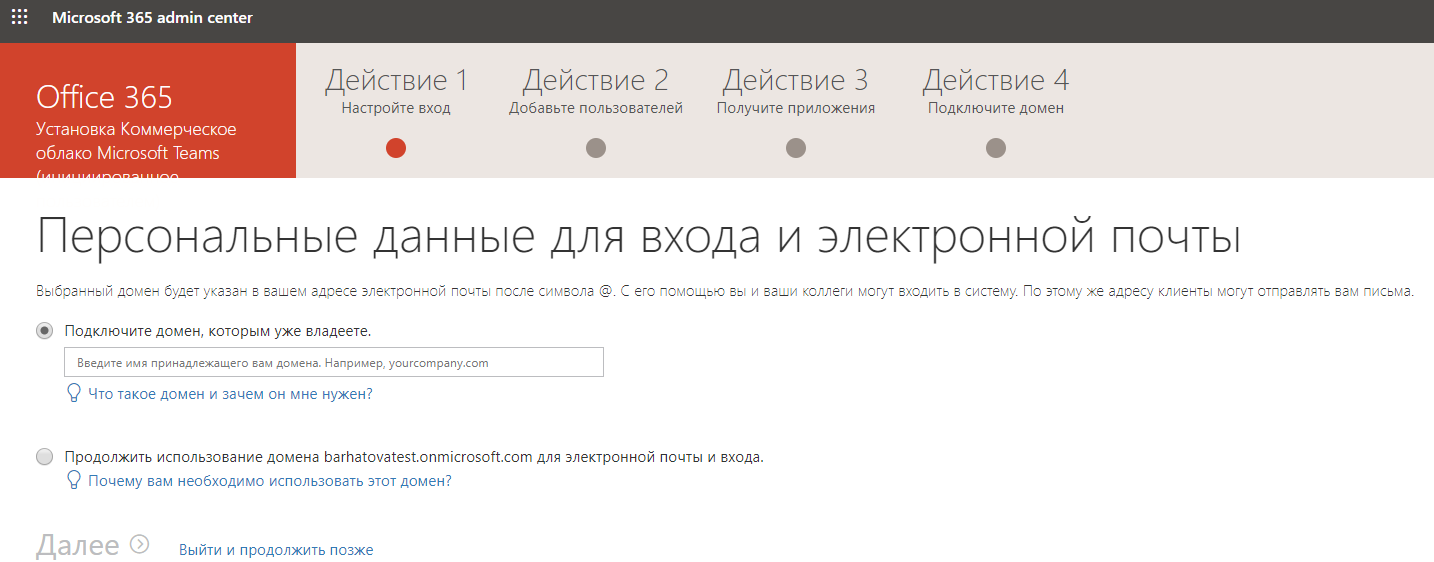 Microsoft 365 admin center
Office 365
Установка Коммерческое
облако Microsoft Teams
(инициированное
Действие 1
Настройте вход
Действие 2
Добавьте пользователей
Действие 3
Получите приложения
Действие 4
Подключите домен
Персональные данные для входа и электронной почты
Выбранный домен будет указан в вашем адресе электронной почты после символа @. С его помощью вы и ваши коллеги могут входить в систему. По этому же адресу клиенты могут отправлять вам письма.
Подключите домен, которым уже владеете.
Введите имя принадлежащего вам домена. Например, yourcompany.com
Что такое домен и зачем он мне нужен?
Продолжить использование домена barhatovatest.onmicrosoft.com для электронной почты и входа.
Почему вам необходимо использовать этот домен?
Далее
Выйти и продолжить позже